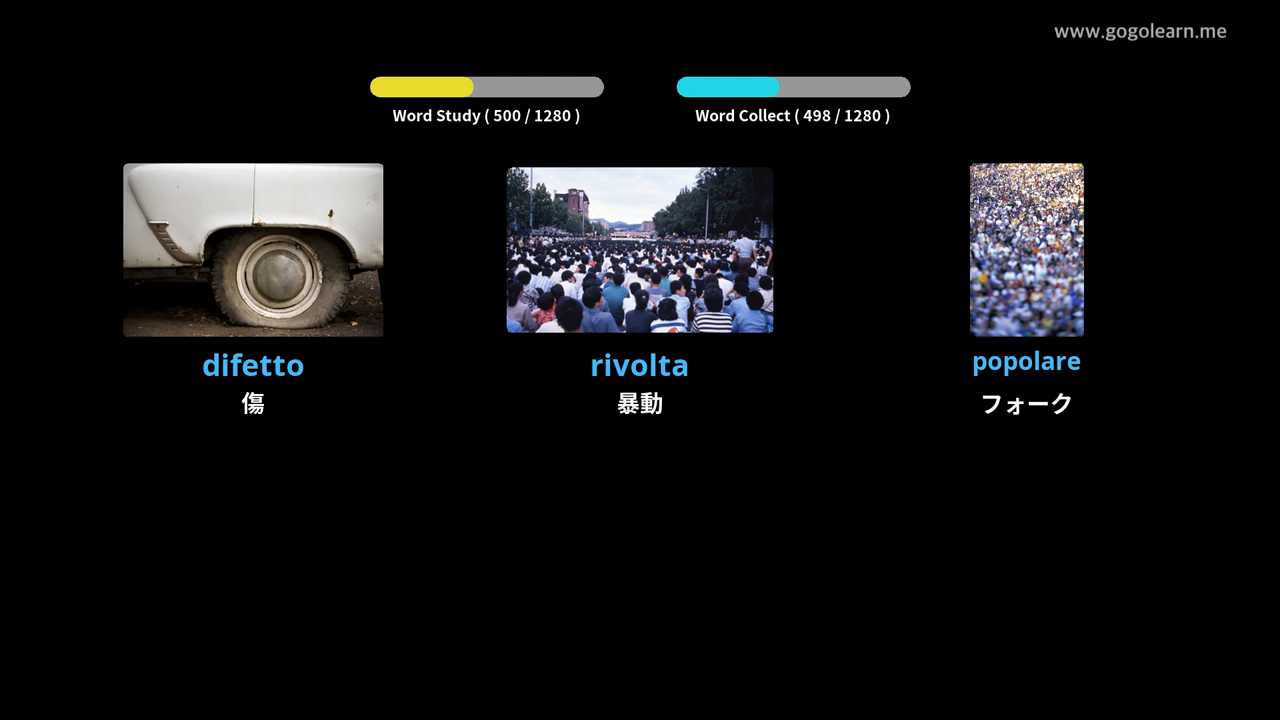 www.gogolearn.me
Word Study ( 500 / 1280 )
Word Collect ( 498 / 1280 )
difetto
傷
rivolta
暴動
popolare
フォーク